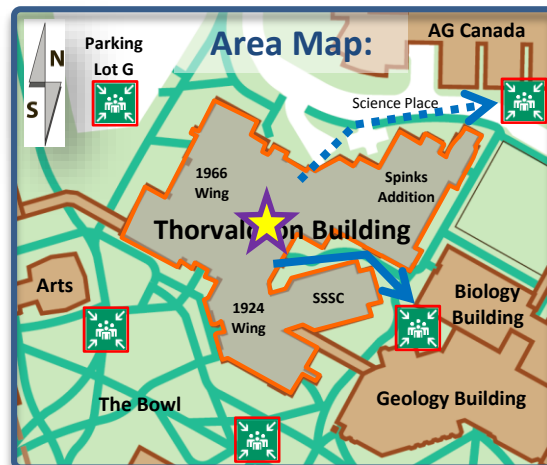 Area Map:
N
S
Parking
Lot G
AG Canada
Science Place
1966
Wing
Spinks
Addition
Building
Arts
1924
Wing
SSSC
Biology
Building
The Bowl
Geology Building